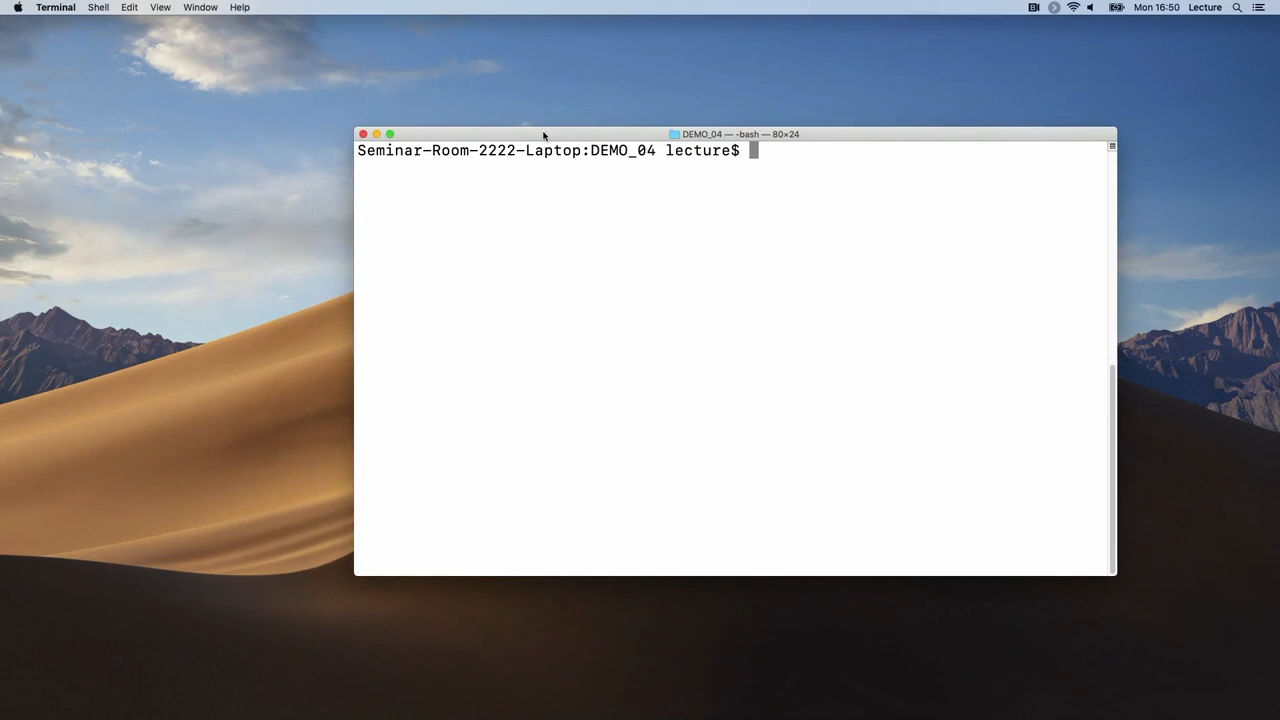 Terminal Shell Edit View Window Help Mon 16:50 Lecture
DEMO_04 — -bash — 80×24
Seminar-Room-2222-Laptop:DEMO_04 lecture$